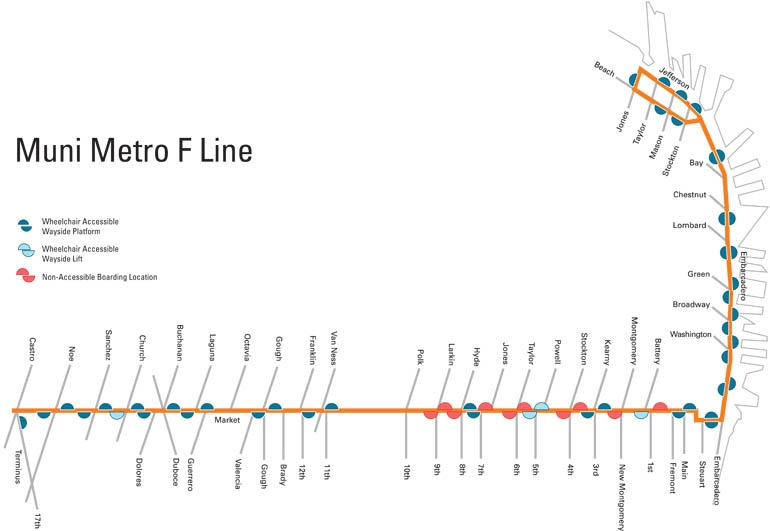 Beach
Jefferson
Jones
Taylor
Mason
Stockton
Muni Metro F Line
Bay
Chestnut
Lombard
Embarcadero
Green
Broadway
Washington
Wheelchair Accessible
Wayside Platform
Wheelchair Accessible
Wayside Lift
Non-Accessible Boarding Location
Castro
Noe
Sanchez
Church
Buchanan
Laguna
Octavia
Gough
Franklin
Van Ness
Polk
Larkin
Hyde
Jones
Taylor
Powell
Stockton
Kearny
Montgomery
Battery
Market
Terminus
17th
Dolores
Duboce
Guerrero
Valencia
Gough
Brady
12th
11th
10th
9th
8th
7th
6th
5th
4th
3rd
New Montgomery
1st
Fremont
Main
Steuart
Embarcadero